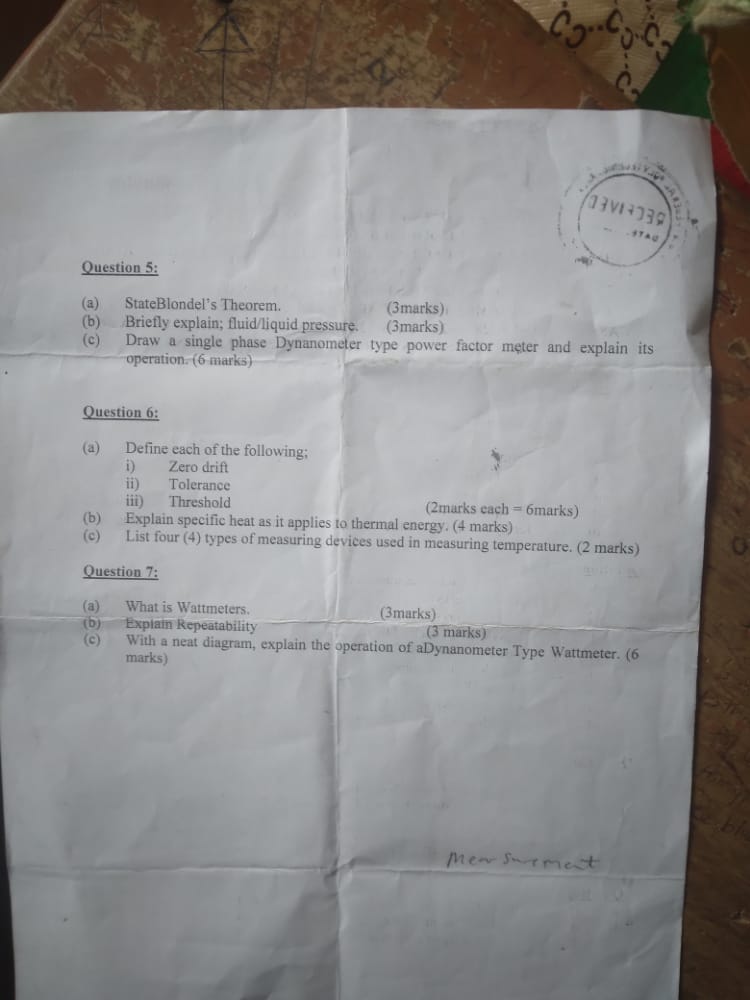 RECEIVED
DATE
Question 5:
(a) StateBlondel's Theorem. (3marks)
(b) Briefly explain; fluid/liquid pressure. (3marks)
(c) Draw a single phase Dynanometer type power factor meter and explain its
operation. (6 marks)
Question 6:
(a) Define each of the following;
i) Zero drift
ii) Tolerance
iii) Threshold (2marks each = 6marks)
(b) Explain specific heat as it applies to thermal energy. (4 marks)
(c) List four (4) types of measuring devices used in measuring temperature. (2 marks)
Question 7:
(a) What is Wattmeters. (3marks)
(b) Explain Repeatability (3 marks)
(c) With a neat diagram, explain the operation of aDynanometer Type Wattmeter. (6
marks)
Measurement